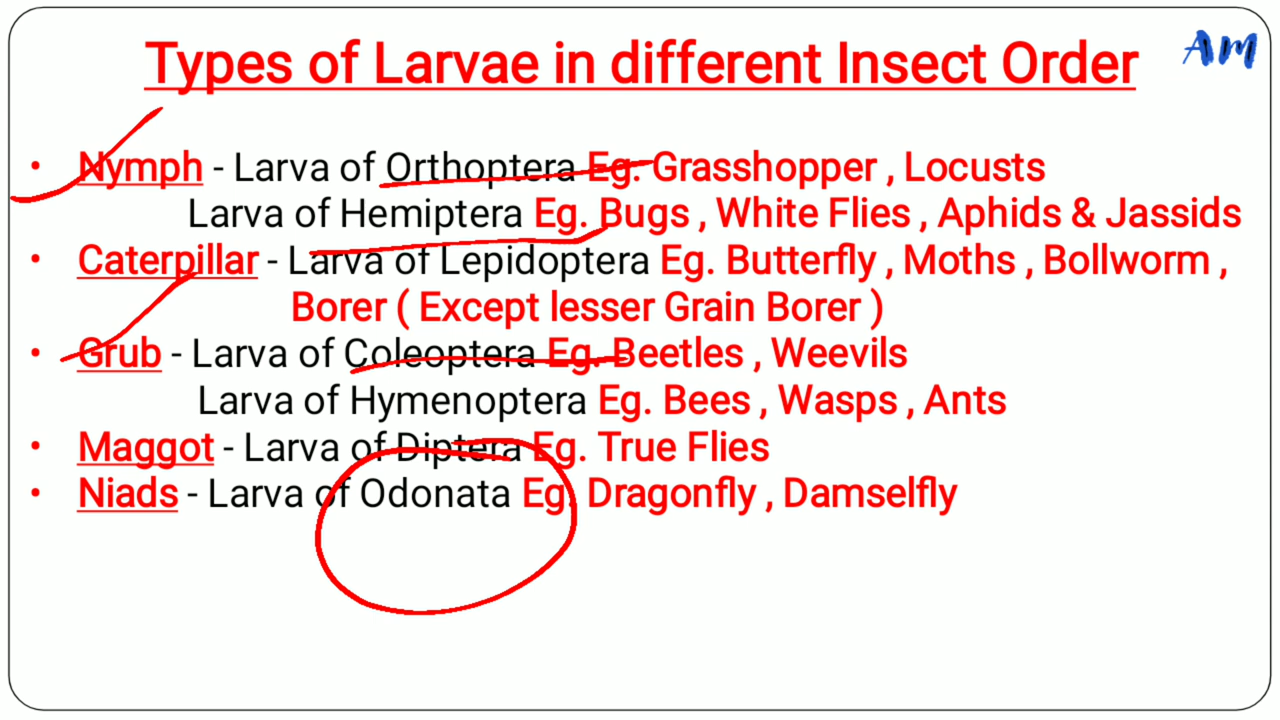 Types of Larvae in different Insect Order
AM
• Nymph - Larva of Orthoptera Eg. Grasshopper , Locusts
Larva of Hemiptera Eg. Bugs , White Flies , Aphids & Jassids
• Caterpillar - Larva of Lepidoptera Eg. Butterfly , Moths , Bollworm ,
Borer ( Except lesser Grain Borer )
• Grub - Larva of Coleoptera Eg. Beetles , Weevils
Larva of Hymenoptera Eg. Bees , Wasps , Ants
• Maggot - Larva of Diptera Eg. True Flies
• Niads - Larva of Odonata Eg. Dragonfly , Damselfly